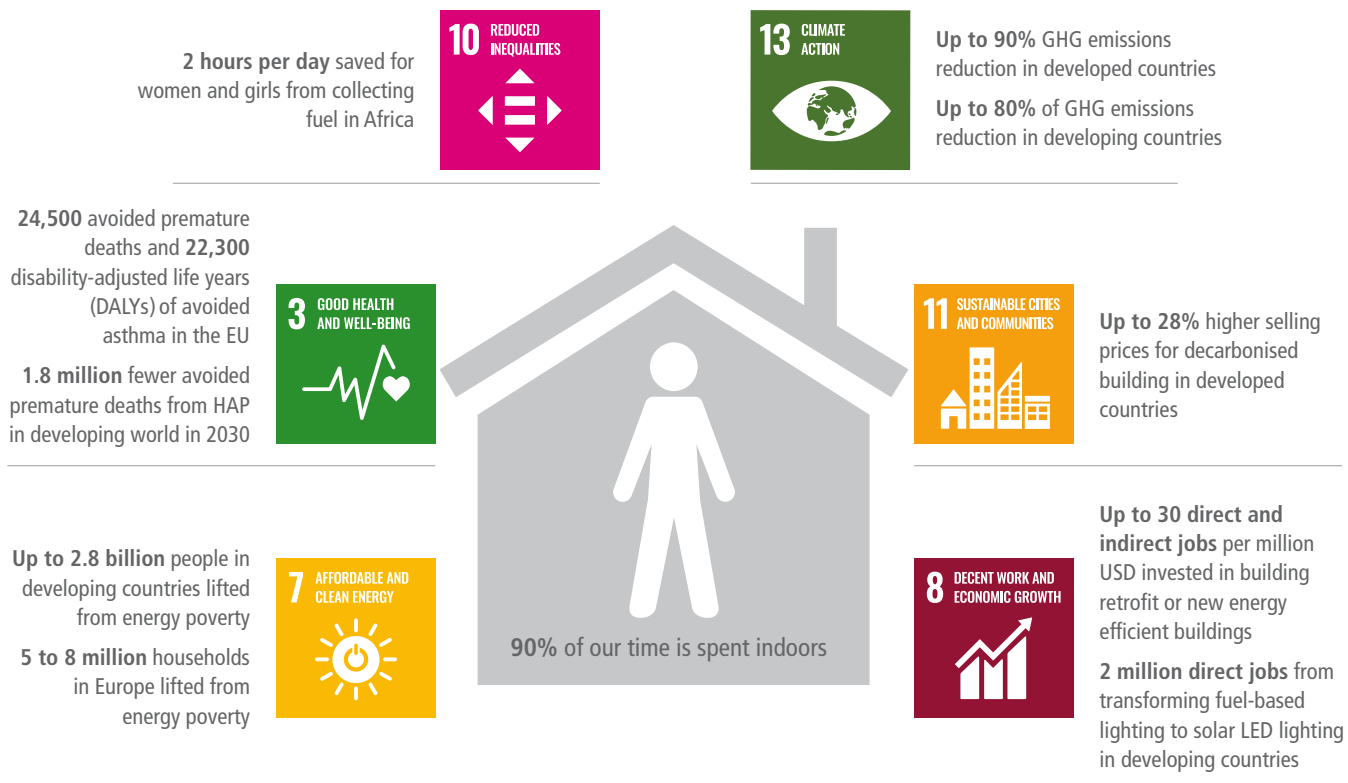 2 hours per day saved for
women and girls from collecting
fuel in Africa
10 REDUCED
INEQUALITIES
13 CLIMATE
ACTION
Up to 90% GHG emissions
reduction in developed countries
Up to 80% of GHG emissions
reduction in developing countries
24,500 avoided premature
deaths and 22,300
disability-adjusted life years
(DALYs) of avoided
asthma in the EU
1.8 million fewer avoided
premature deaths from HAP
in developing world in 2030
3 GOOD HEALTH
AND WELL-BEING
11 SUSTAINABLE CITIES
AND COMMUNITIES
Up to 28% higher selling
prices for decarbonised
building in developed
countries
Up to 2.8 billion people in
developing countries lifted
from energy poverty
5 to 8 million households
in Europe lifted from
energy poverty
7 AFFORDABLE AND
CLEAN ENERGY
90% of our time is spent indoors
8 DECENT WORK AND
ECONOMIC GROWTH
Up to 30 direct and
indirect jobs per million
USD invested in building
retrofit or new energy
efficient buildings
2 million direct jobs from
transforming fuel-based
lighting to solar LED lighting
in developing countries